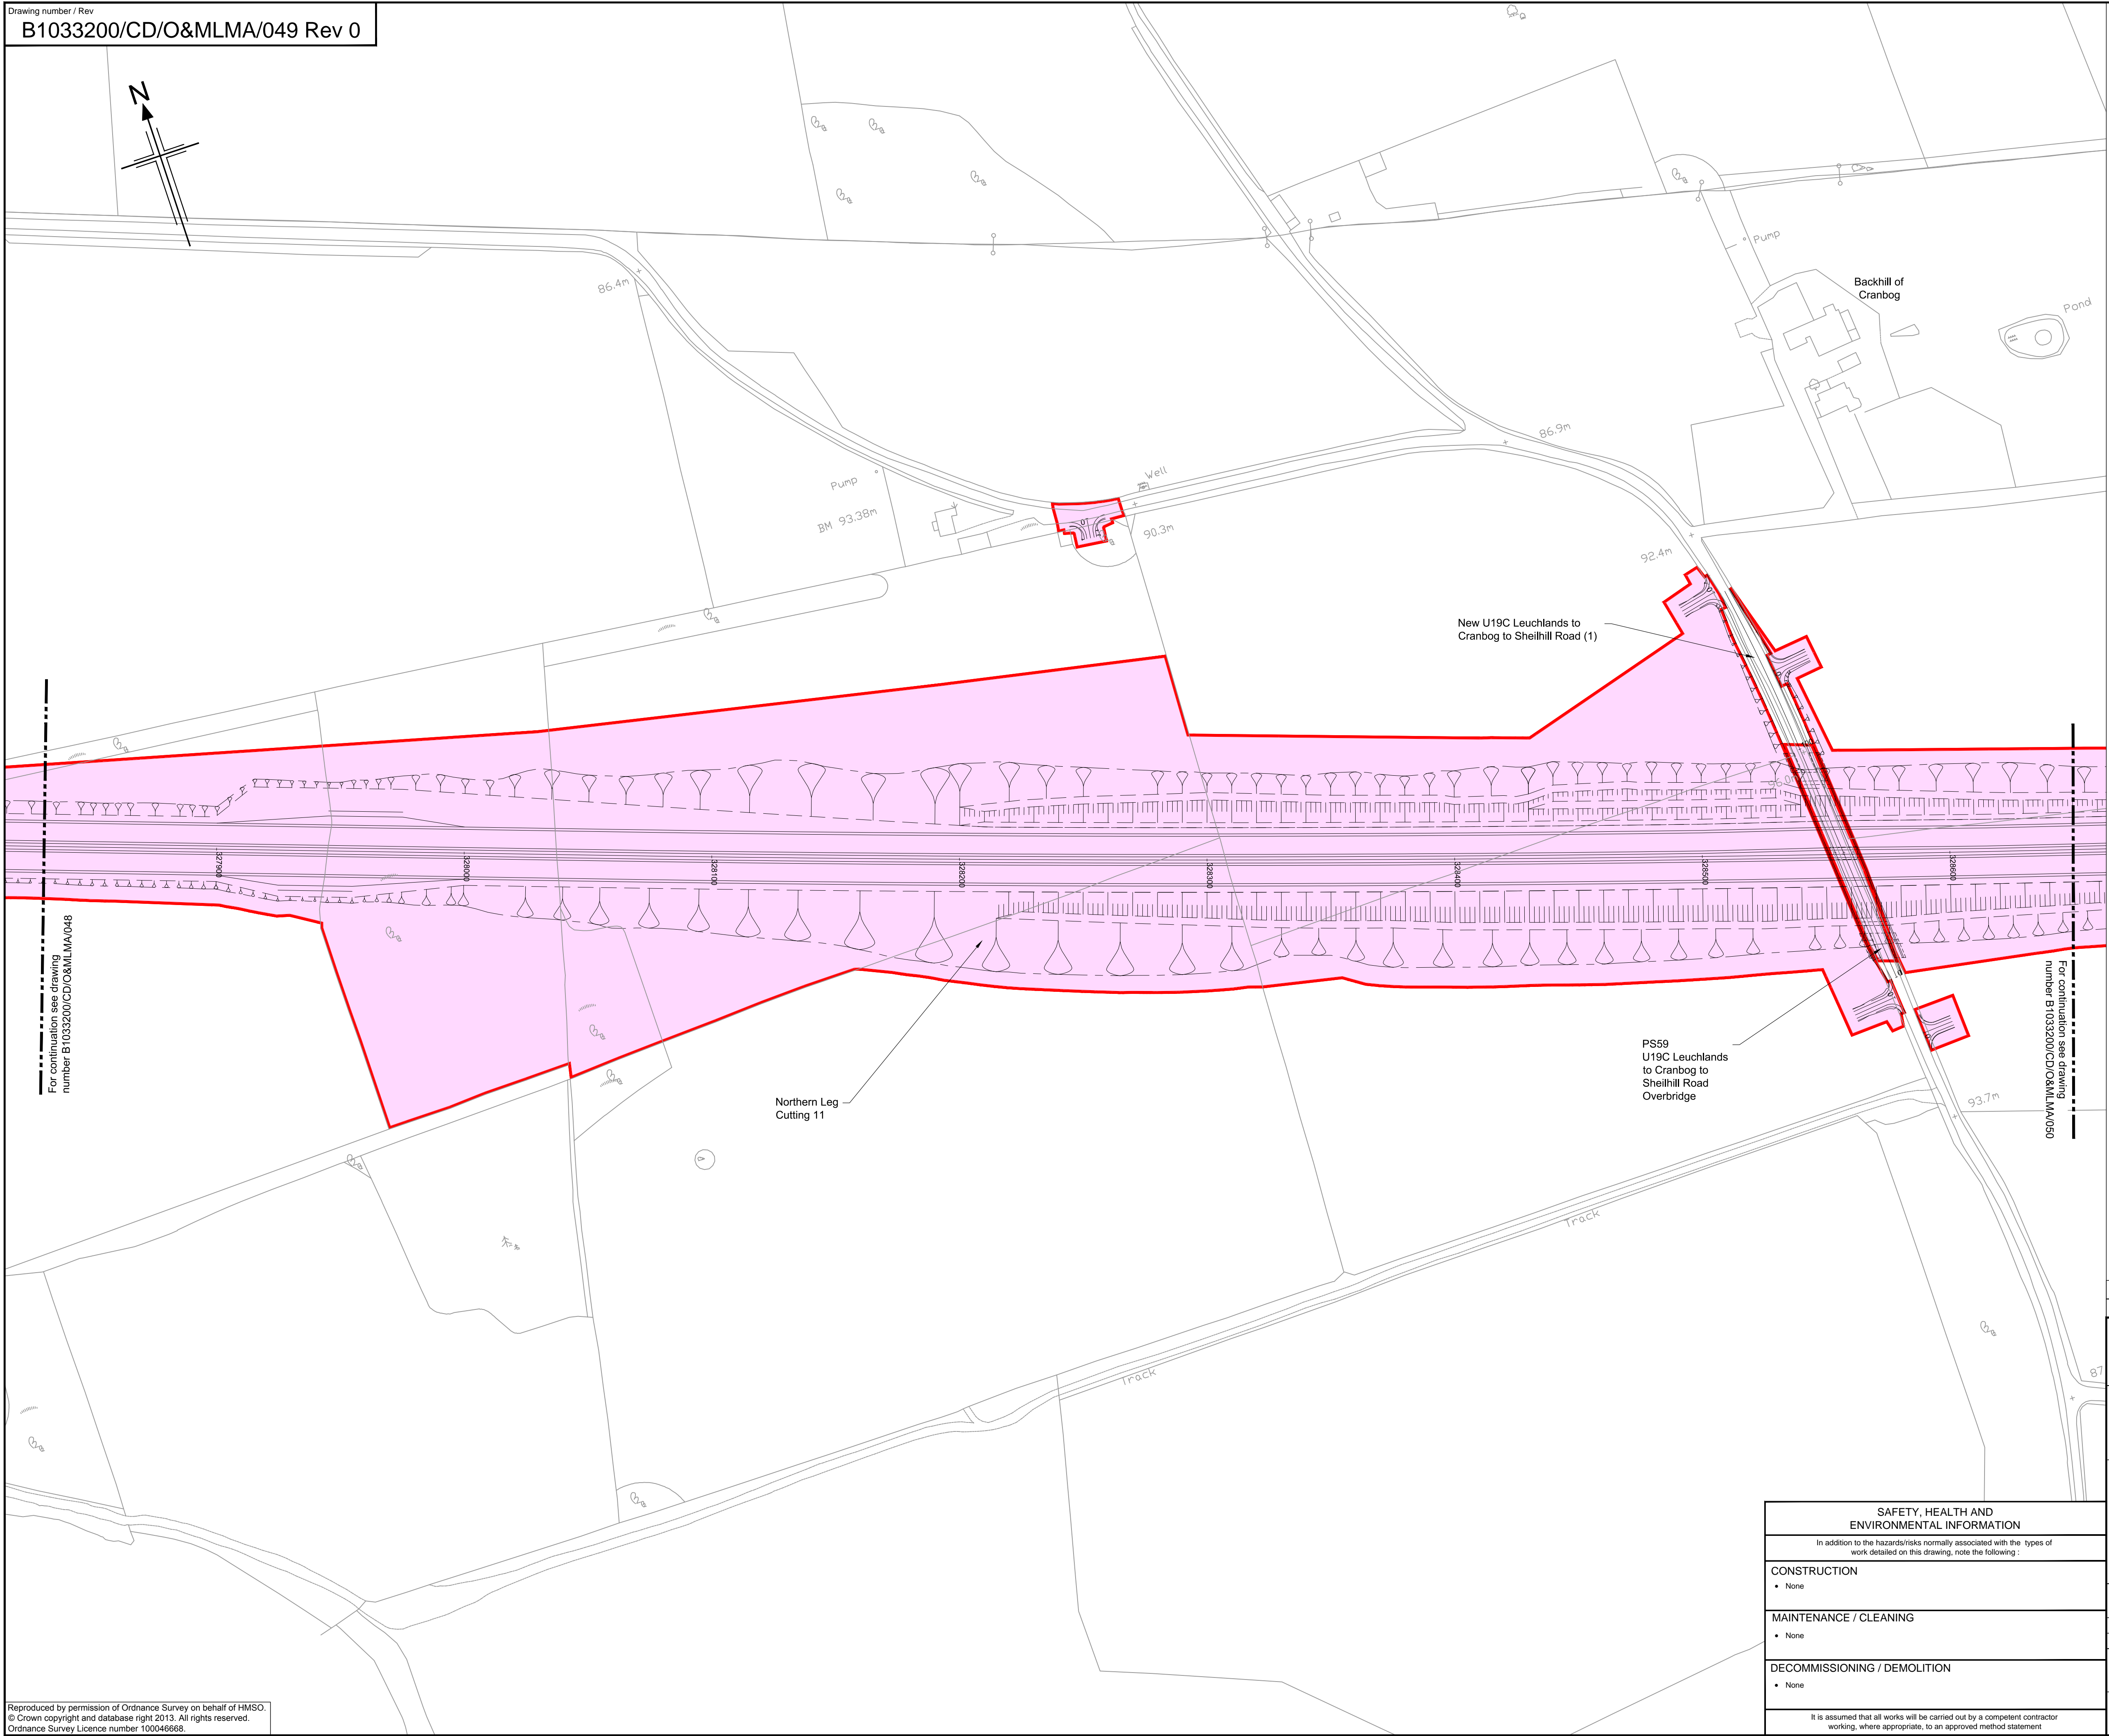 Drawing number / Rev
B1033200/CD/O&MLMA/049 Rev 0
N
86.4m
Pump
Backhill of
Cranbog
Pond
86.9m
Well
Pump
BM 93.38m
90.3m
92.4m
New U19C Leuchlands to
Cranbog to Sheilhill Road (1)
327900
328000
328100
328200
328300
328400
328500
328600
For continuation see drawing
number B1033200/CD/O&MLMA/048
For continuation see drawing
number B1033200/CD/O&MLMA/050
PS59
U19C Leuchlands
to Cranbog to
Sheilhill Road
Overbridge
Northern Leg
Cutting 11
93.7m
Track
Track
87
SAFETY, HEALTH AND
ENVIRONMENTAL INFORMATION
In addition to the hazards/risks normally associated with the types of
work detailed on this drawing, note the following :
CONSTRUCTION
• None
MAINTENANCE / CLEANING
• None
DECOMMISSIONING / DEMOLITION
• None
It is assumed that all works will be carried out by a competent contractor
working, where appropriate, to an approved method statement
Reproduced by permission of Ordnance Survey on behalf of HMSO.
© Crown copyright and database right 2013. All rights reserved.
Ordnance Survey Licence number 100046668.